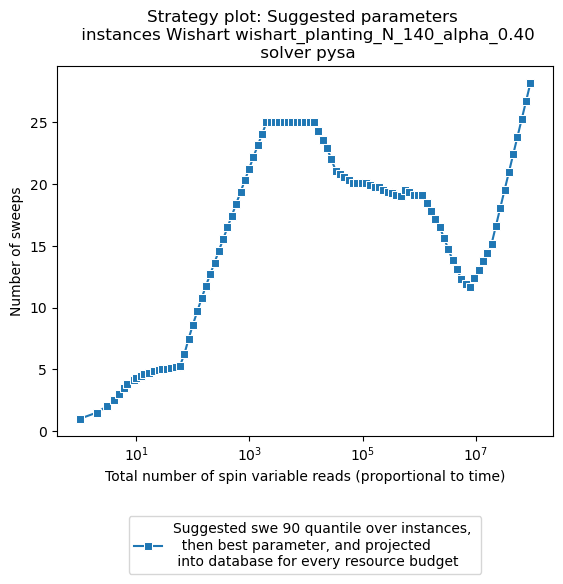 Strategy plot: Suggested parameters
instances Wishart wishart_planting_N_140_alpha_0.40
solver pysa
Number of sweeps
25
20
15
10
5
0
10^1
10^3
10^5
10^7
Total number of spin variable reads (proportional to time)
Suggested swe 90 quantile over instances,
then best parameter, and projected
into database for every resource budget